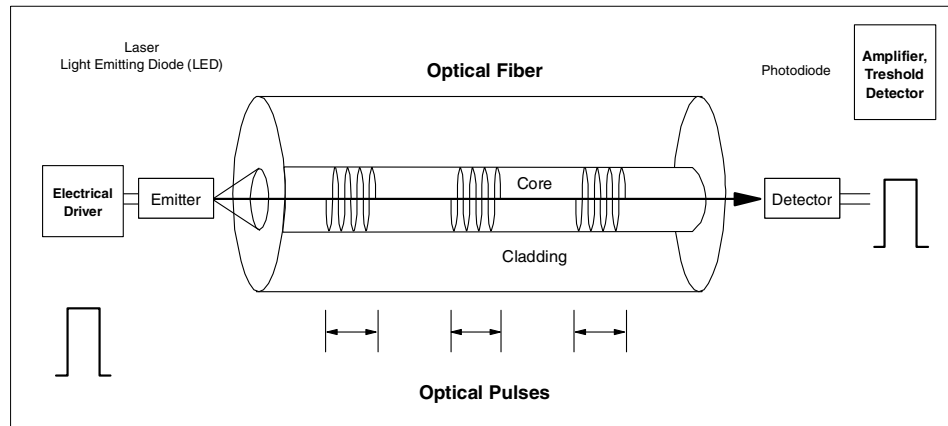 Laser
Light Emitting Diode (LED)
Optical Fiber
Photodiode
Amplifier,
Treshold
Detector
Electrical
Driver
Emitter
Core
Detector
Cladding
Optical Pulses